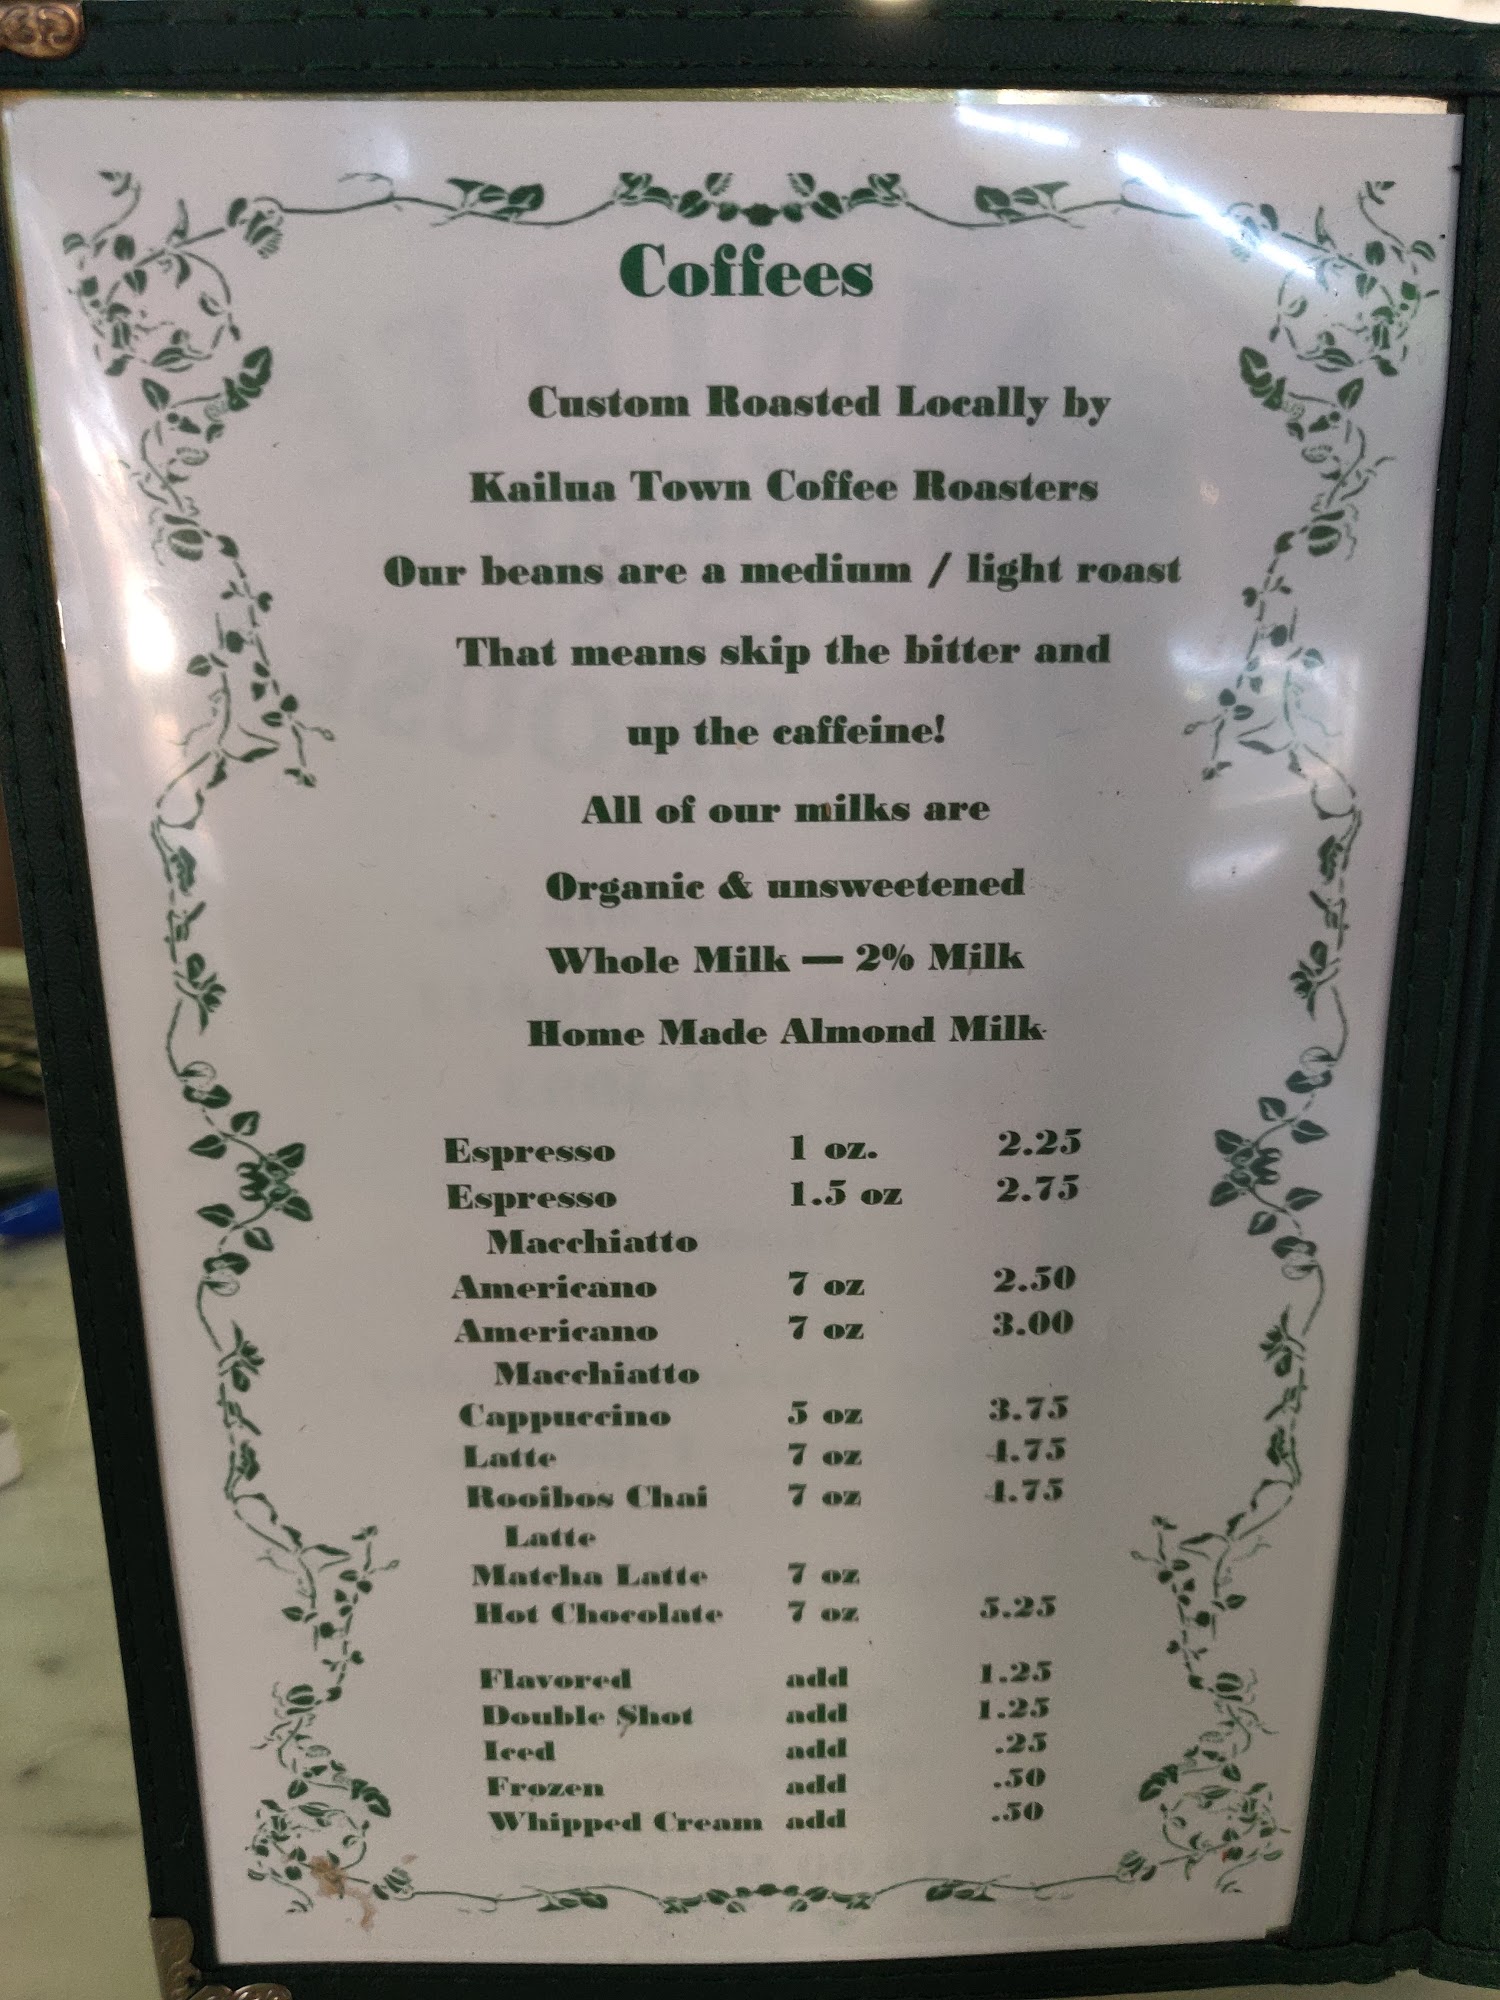 Coffees
Custom Roasted Locally by
Kailua Town Coffee Roasters
Our beans are a medium / light roast
That means skip the bitter and
up the caffeine!
All of our milks are
Organic & unsweetened
Whole Milk — 2% Milk
Home Made Almond Milk
Espresso 1 oz. 2.25
Espresso 1.5 oz 2.75
Macchiatto
Americano 7 oz 2.50
Americano 7 oz 3.00
Macchiatto
Cappuccino 5 oz 3.75
Latte 7 oz 4.75
Rooibos Chai 7 oz 4.75
Latte
Matcha Latte 7 oz
Hot Chocolate 7 oz 5.25
Flavored add 1.25
Double Shot add 1.25
Iced add .25
Frozen add .50
Whipped Cream add .50